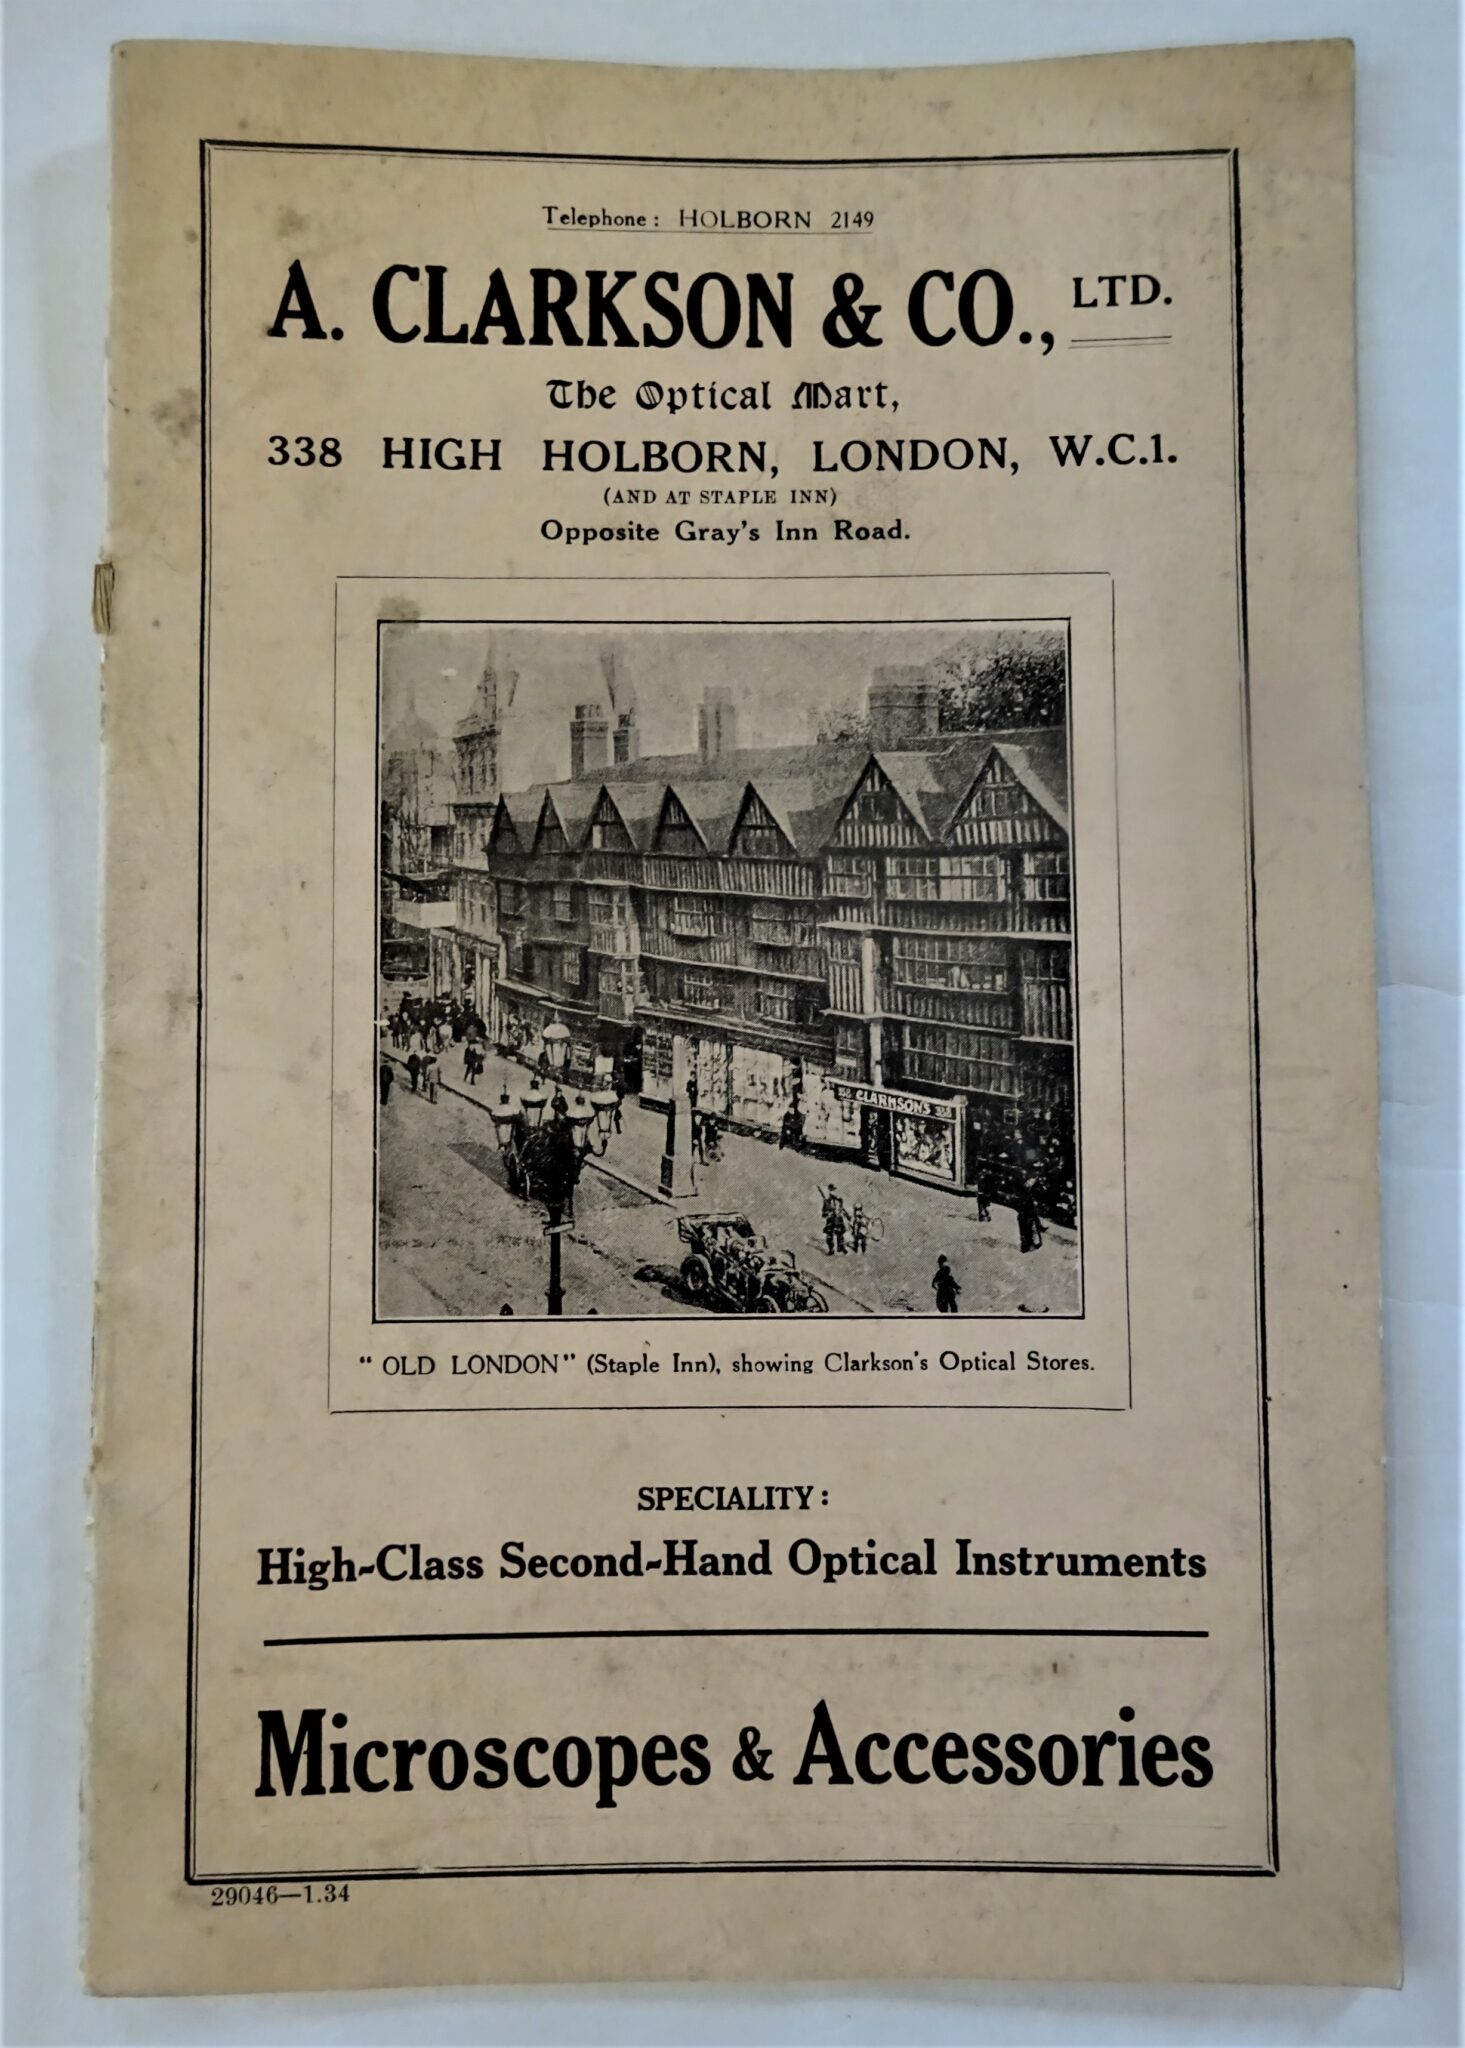 Telephone : HOLBORN 2149
A. CLARKSON & CO., LTD.
The Optical Mart,
338 HIGH HOLBORN, LONDON, W.C.1.
(AND AT STAPLE INN)
Opposite Gray's Inn Road.
338 CLARKSONS 338
" OLD LONDON" (Staple Inn), showing Clarkson's Optical Stores.
SPECIALITY :
High-Class Second-Hand Optical Instruments
Microscopes & Accessories
29046—1.34